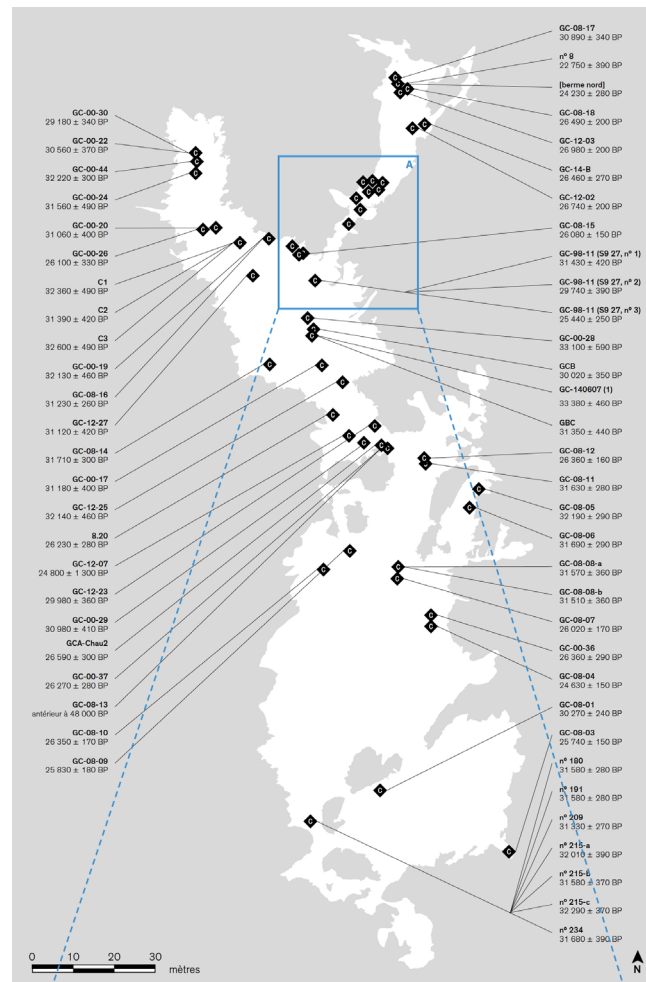 GC-08-17
30 890 ± 340 BP
nº 8
22 750 ± 390 BP
[berme nord]
24 230 ± 280 BP
GC-08-18
26 490 ± 200 BP
GC-12-03
26 980 ± 200 BP
GC-14-B
26 460 ± 270 BP
GC-12-02
26 740 ± 200 BP
GC-08-15
26 080 ± 150 BP
GC-98-11 (S9 27, nº 1)
31 430 ± 420 BP
GC-98-11 (S9 27, nº 2)
29 740 ± 390 BP
GC-98-11 (S9 27, nº 3)
25 440 ± 250 BP
GC-00-28
33 100 ± 590 BP
GCB
30 020 ± 350 BP
GC-140607 (1)
33 380 ± 460 BP
GBC
31 350 ± 440 BP
GC-08-12
26 360 ± 160 BP
GC-08-11
31 630 ± 280 BP
GC-08-05
32 190 ± 290 BP
GC-08-06
31 690 ± 290 BP
GC-08-08-a
31 570 ± 360 BP
GC-08-08-b
31 510 ± 360 BP
GC-08-07
26 020 ± 170 BP
GC-00-36
26 360 ± 290 BP
GC-08-04
24 630 ± 150 BP
GC-08-01
30 270 ± 240 BP
GC-08-03
25 740 ± 150 BP
nº 180
31 580 ± 280 BP
nº 191
31 580 ± 280 BP
nº 209
31 330 ± 270 BP
nº 215-a
32 010 ± 390 BP
nº 215-b
31 580 ± 370 BP
nº 215-c
32 290 ± 370 BP
nº 234
31 680 ± 390 BP
GC-00-30
29 180 ± 340 BP
GC-00-22
30 560 ± 370 BP
GC-00-44
32 220 ± 300 BP
GC-00-24
31 560 ± 490 BP
GC-00-20
31 060 ± 400 BP
GC-00-26
26 100 ± 330 BP
C1
32 360 ± 490 BP
C2
31 390 ± 420 BP
C3
32 600 ± 490 BP
GC-00-19
32 130 ± 460 BP
GC-08-16
31 230 ± 260 BP
GC-12-27
31 120 ± 420 BP
GC-08-14
31 710 ± 300 BP
GC-00-17
31 180 ± 400 BP
GC-12-25
32 140 ± 460 BP
8.20
26 230 ± 280 BP
GC-12-07
24 800 ± 1 300 BP
GC-12-23
29 980 ± 360 BP
GC-00-29
30 980 ± 410 BP
GCA-Chau2
26 590 ± 300 BP
GC-00-37
26 270 ± 280 BP
GC-08-13
antérieur à 48 000 BP
GC-08-10
26 350 ± 170 BP
GC-08-09
25 830 ± 180 BP
A
0 10 20 30
mètres
N